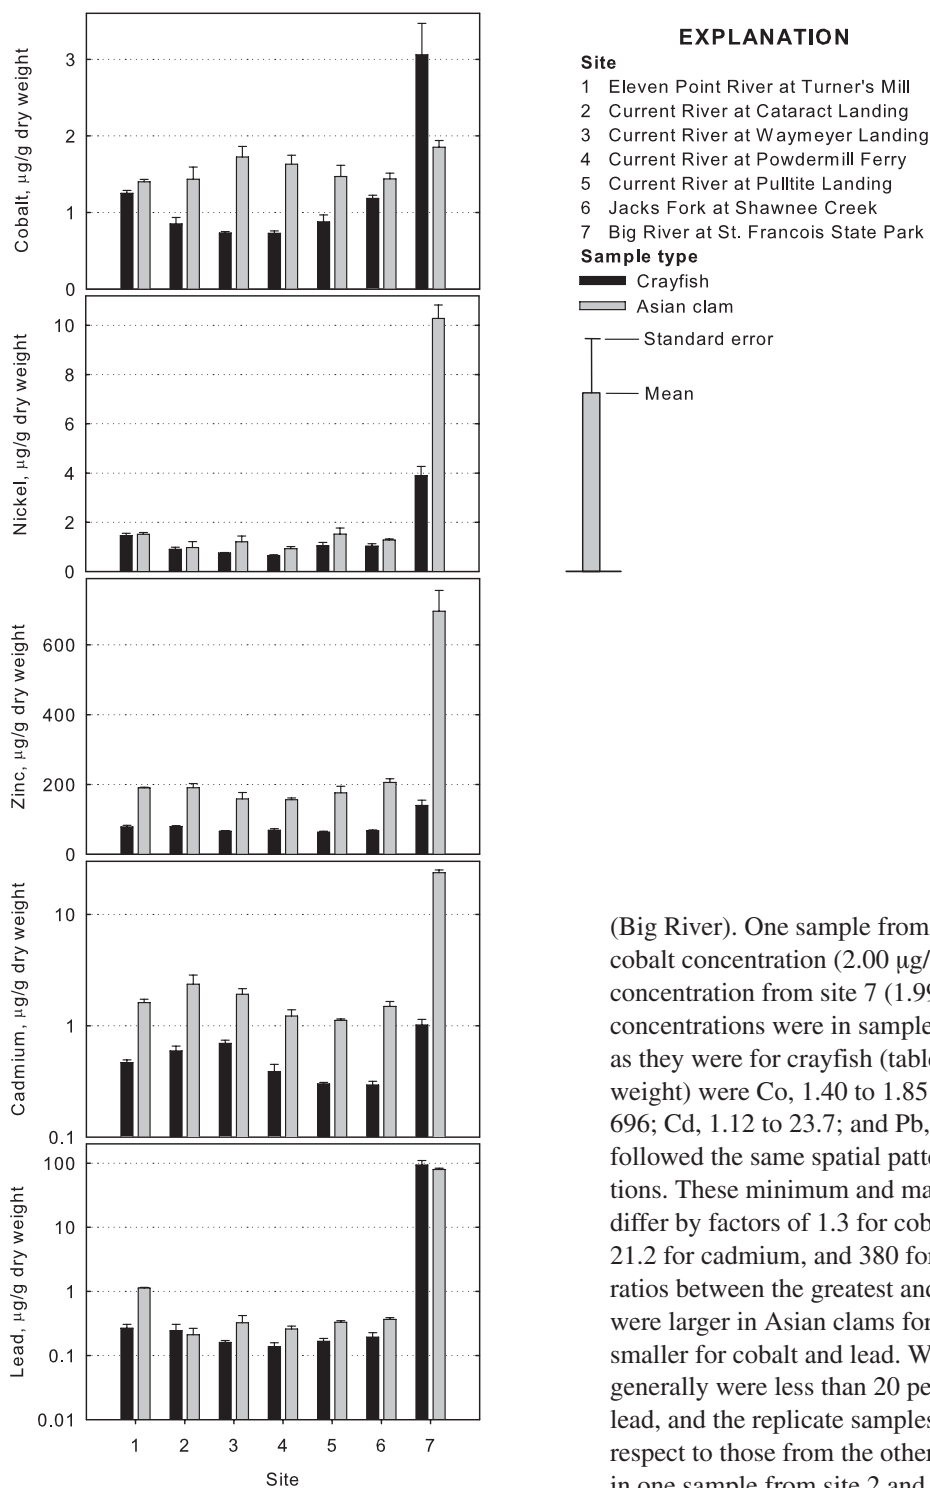 Cobalt, µg/g dry weight
3
2
1
0
Nickel, µg/g dry weight
10
8
6
4
2
0
Zinc, µg/g dry weight
600
400
200
0
Cadmium, µg/g dry weight
10
1
0.1
Lead, µg/g dry weight
100
10
1
0.1
0.01
1 2 3 4 5 6 7
Site
EXPLANATION
Site
1 Eleven Point River at Turner's Mill
2 Current River at Cataract Landing
3 Current River at Waymeyer Landing
4 Current River at Powdermill Ferry
5 Current River at Pulltite Landing
6 Jacks Fork at Shawnee Creek
7 Big River at St. Francois State Park
Sample type
Crayfish
Asian clam
Standard error
Mean
(Big River). One sample from
cobalt concentration (2.00 µg/
concentration from site 7 (1.99
concentrations were in sample
as they were for crayfish (table
weight) were Co, 1.40 to 1.85
696; Cd, 1.12 to 23.7; and Pb,
followed the same spatial patte
tions. These minimum and ma
differ by factors of 1.3 for cob
21.2 for cadmium, and 380 for
ratios between the greatest and
were larger in Asian clams for
smaller for cobalt and lead. W
generally were less than 20 pe
lead, and the replicate samples
respect to those from the other
in one sample from site 2 and